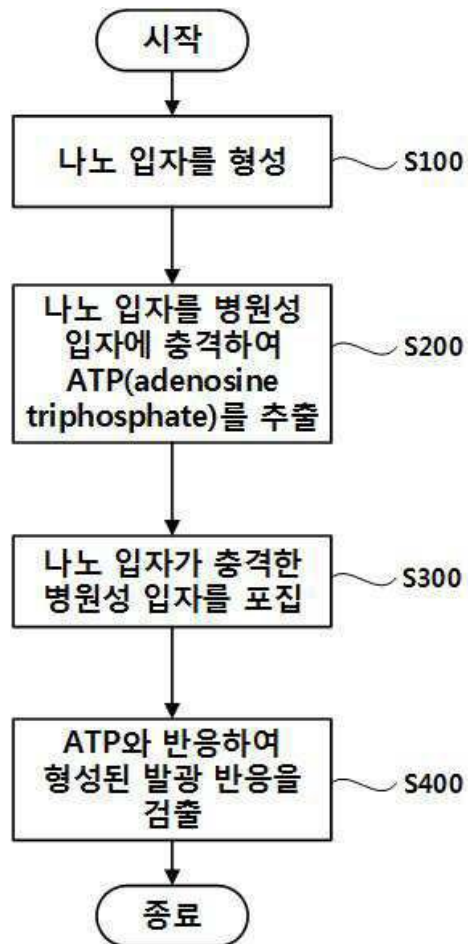 시작
나노 입자를 형성
S100
나노 입자를 병원성
입자에 충격하여
ATP(adenosine
triphosphate)를 추출
S200
나노 입자가 충격한
병원성 입자를 포집
S300
ATP와 반응하여
형성된 발광 반응을
검출
S400
종료